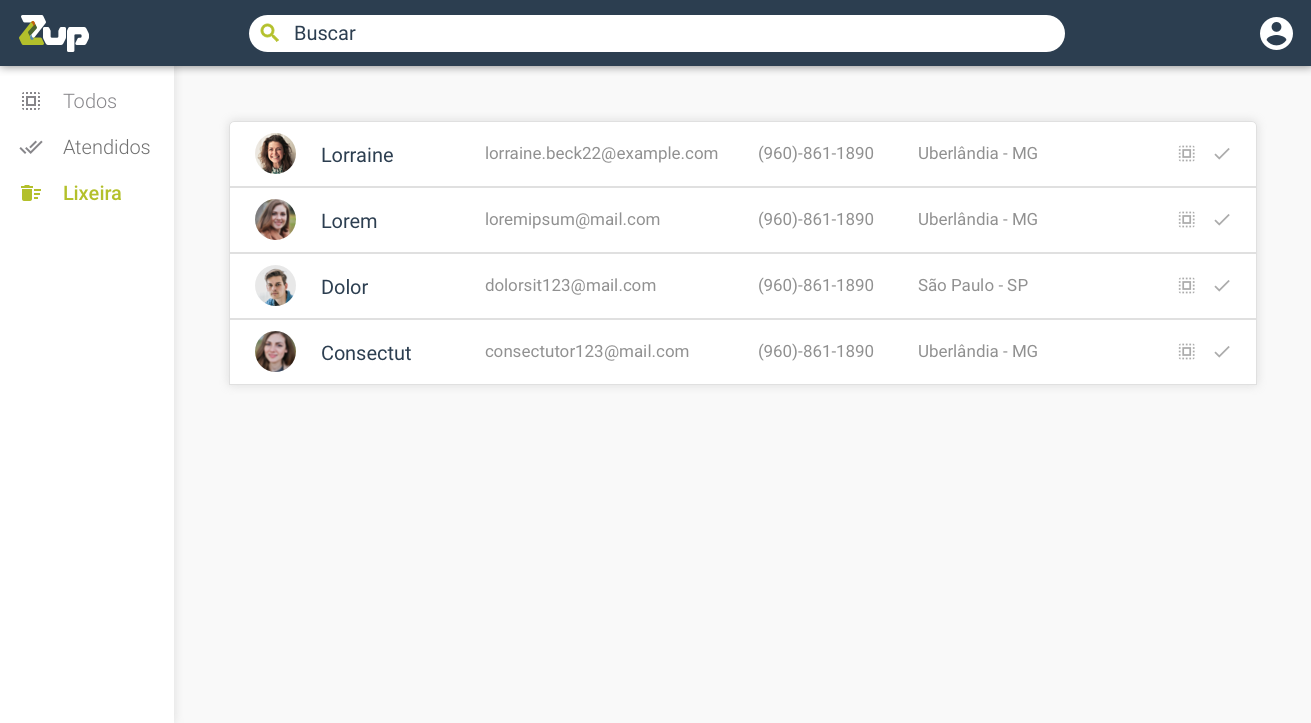 Zup
Buscar
Todos
Atendidos
Lixeira
Lorraine lorraine.beck22@example.com (960)-861-1890 Uberlândia - MG
Lorem loremipsum@mail.com (960)-861-1890 Uberlândia - MG
Dolor dolorsit123@mail.com (960)-861-1890 São Paulo - SP
Consectut consectutor123@mail.com (960)-861-1890 Uberlândia - MG